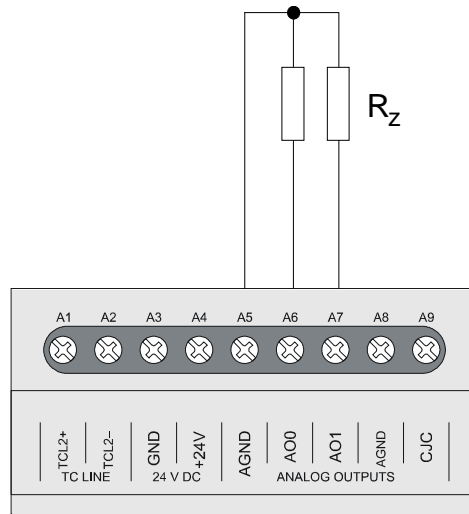 Rz
A1 A2 A3 A4 A5 A6 A7 A8 A9
TCL2+ TCL2− GND +24V AGND AO0 AO1 AGND CJC
TC LINE 24 V DC ANALOG OUTPUTS